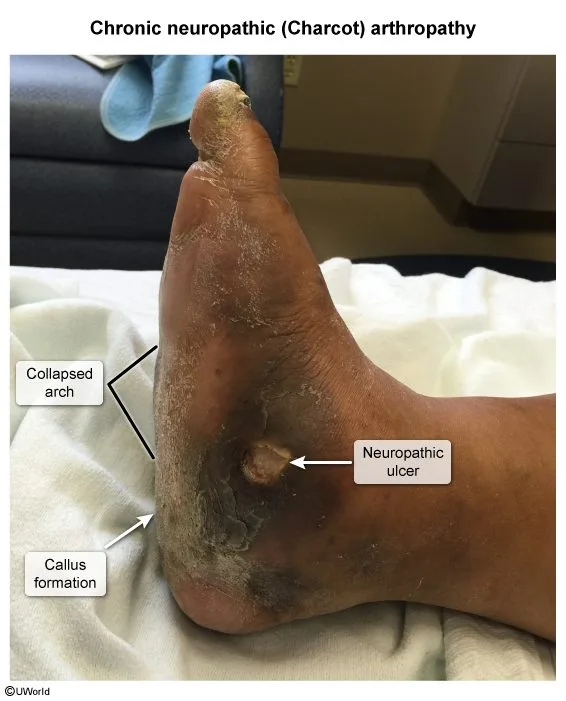 Chronic neuropathic (Charcot) arthropathy
Collapsed
arch
Neuropathic
ulcer
Callus
formation
©UWorld